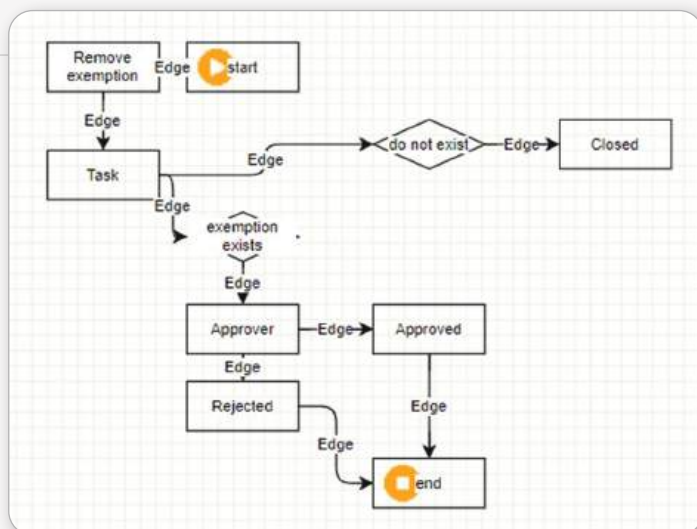 Remove
exemption
Edge
start
Edge
Task
Edge
do not exist
Edge
Closed
Edge
exemption
exists
Edge
Approver
Edge
Approved
Edge
Rejected
Edge
Edge
end